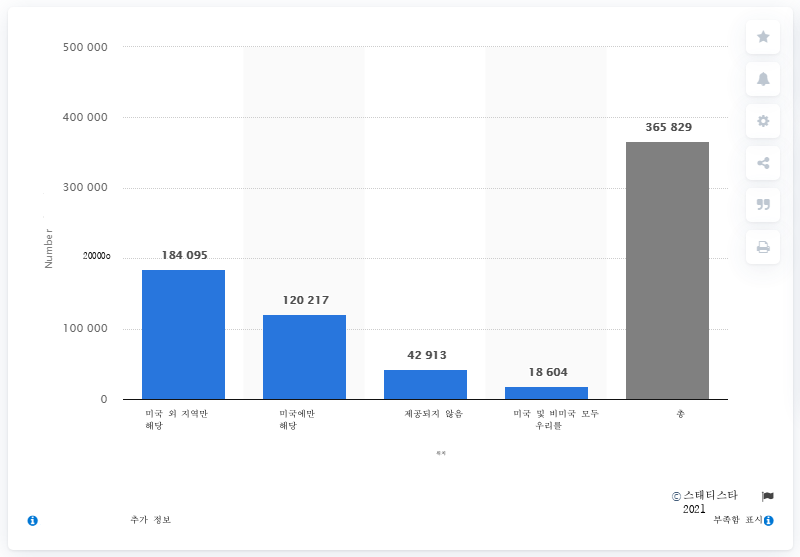 500 000
400 000
300 000
20000o
100 000
0
Number
184 095
120 217
42 913
18 604
365 829
미국 외 지역만
해당
미국에만
해당
제공되지 않음
미국 및 비미국 모두
우리를
총
**
© 스태티스타
2021
추가 정보
부족함 표시